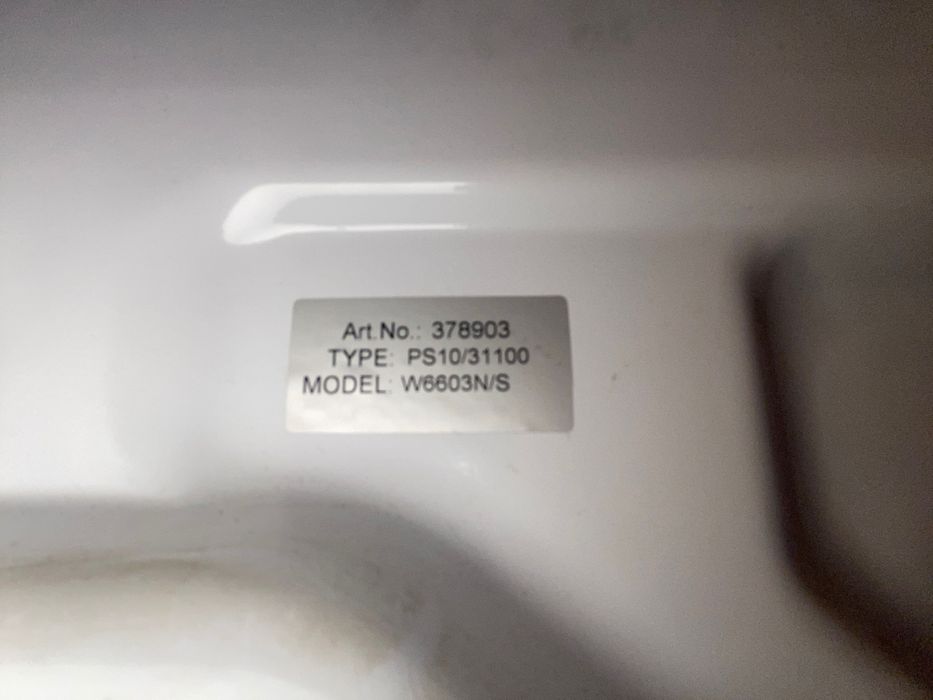 Art.No.: 378903
TYPE: PS10/31100
MODEL: W6603N/S